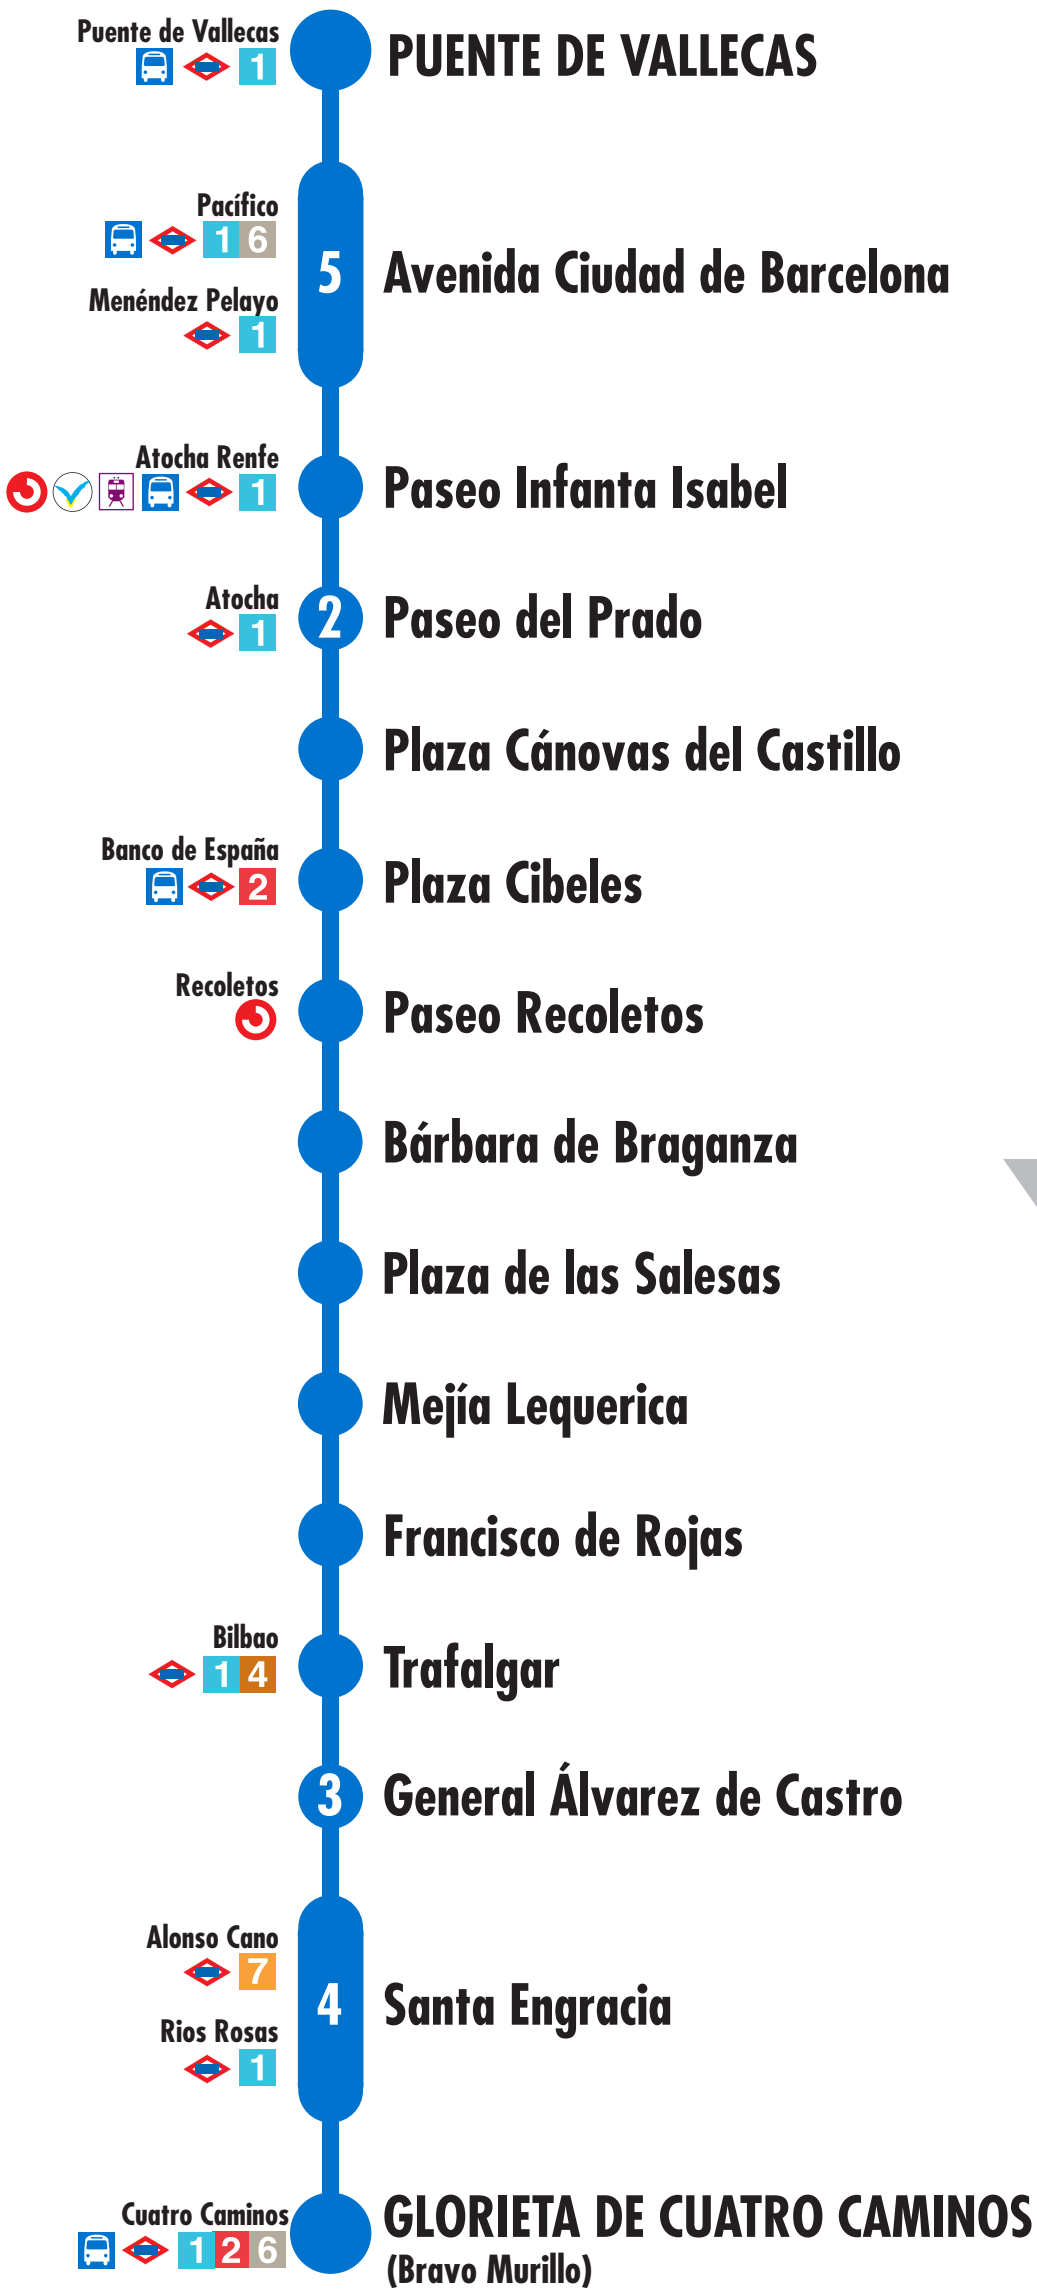 Puente de Vallecas
1
PUENTE DE VALLECAS
Pacífico
1 6
Menéndez Pelayo
1
5
Avenida Ciudad de Barcelona
Atocha Renfe
1
Paseo Infanta Isabel
Atocha
1
2
Paseo del Prado
Plaza Cánovas del Castillo
Banco de España
2
Plaza Cibeles
Recoletos
Paseo Recoletos
Bárbara de Braganza
Plaza de las Salesas
Mejía Lequerica
Francisco de Rojas
Bilbao
1 4
Trafalgar
3
General Álvarez de Castro
Alonso Cano
7
Rios Rosas
1
4
Santa Engracia
Cuatro Caminos
1 2 6
GLORIETA DE CUATRO CAMINOS
(Bravo Murillo)